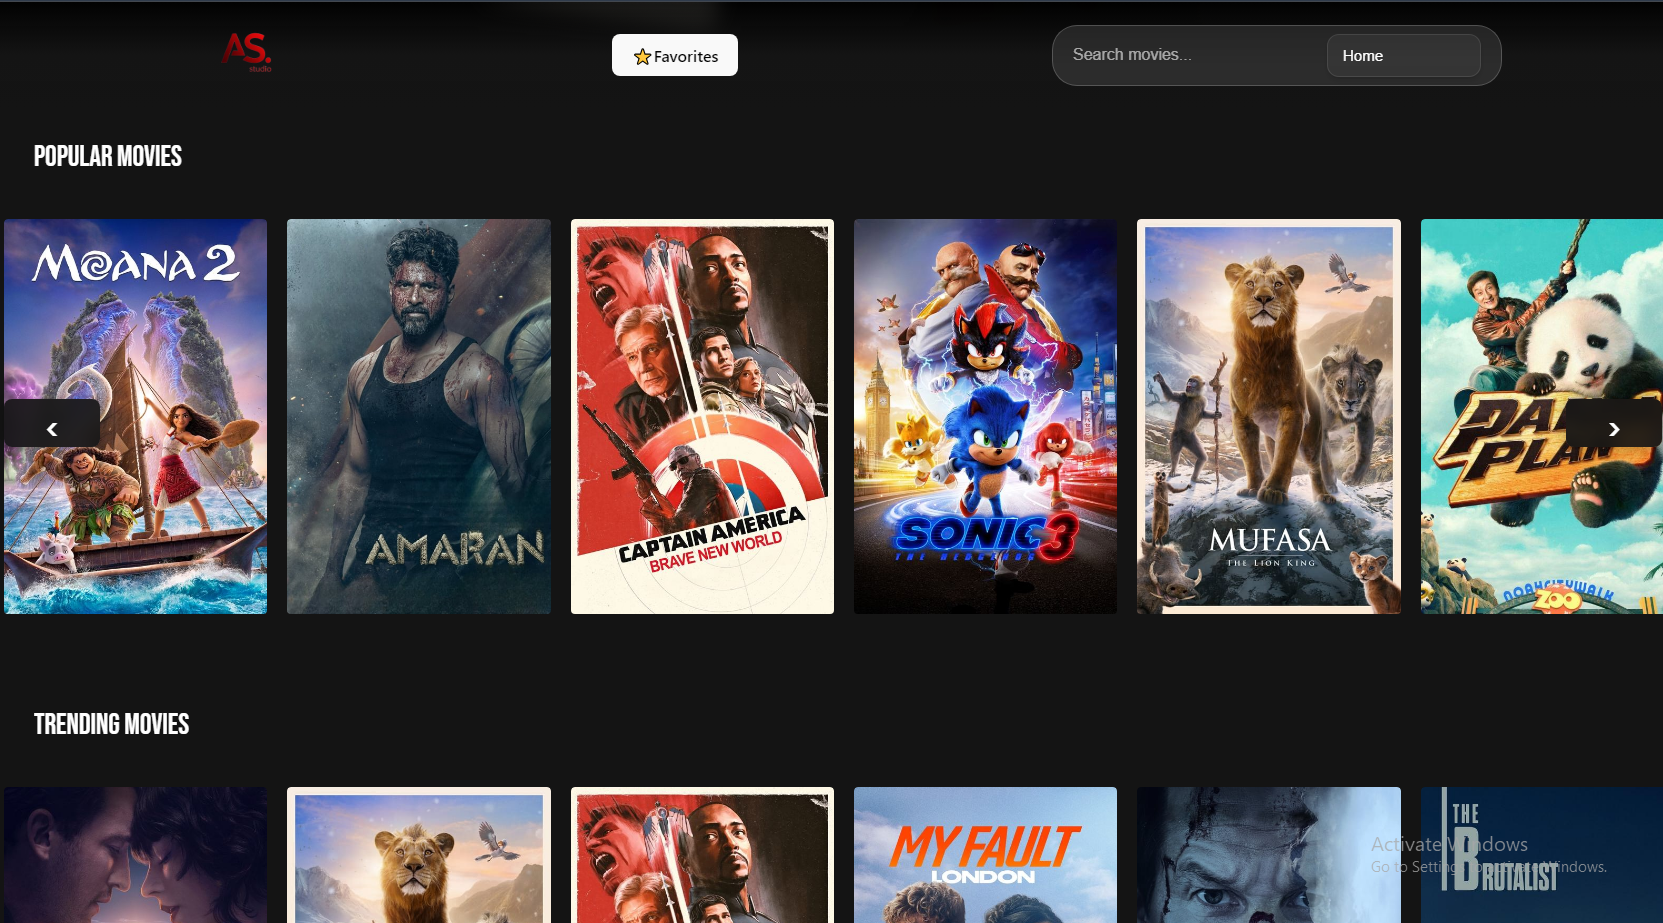 AS.
studio
⭐Favorites
Search movies...
Home
POPULAR MOVIES
MOANA 2
AMARAN
CAPTAIN AMERICA
BRAVE NEW WORLD
SONIC 3
THE HEDGEHOG
MUFASA
THE LION KING
PLAN
ZOO
‹
›
TRENDING MOVIES
MY FAULT
LONDON
THE
BRUTALIST
Activate Windows
Go to Settings to activate Windows.